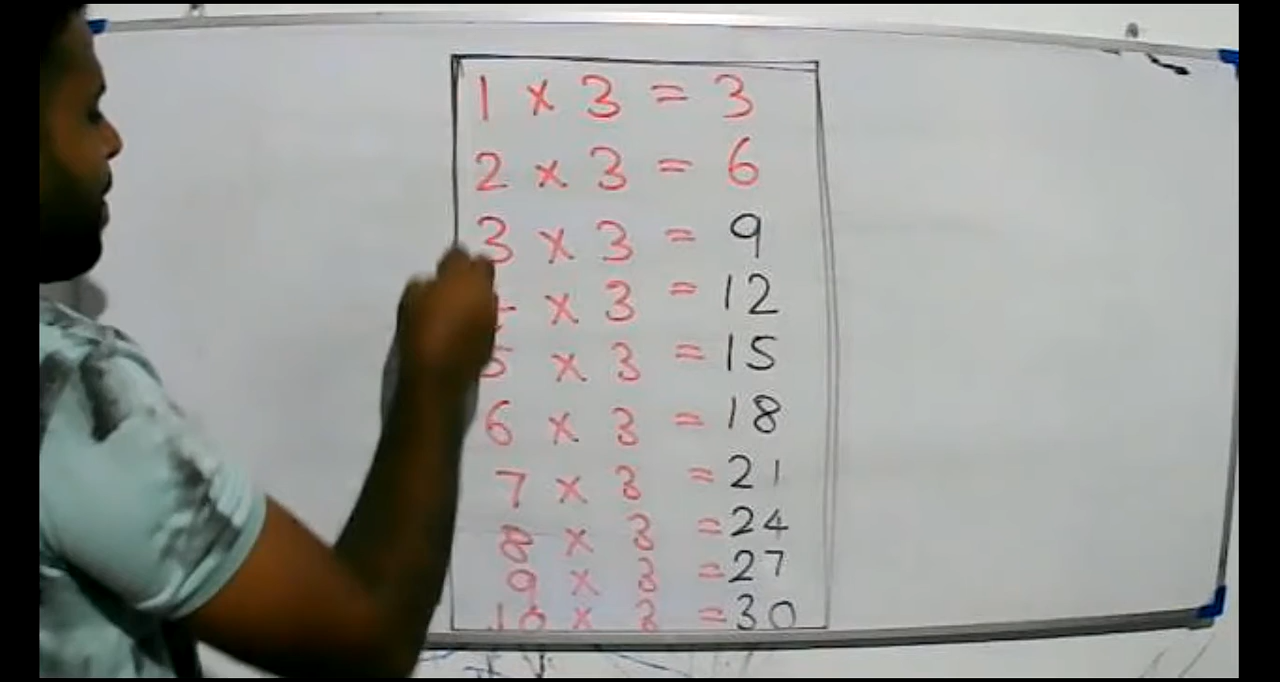 1 × 3 = 3
2 × 3 = 6
3 × 3 = 9
× 3 = 12
5 × 3 = 15
6 × 3 = 18
7 × 3 = 21
8 × 3 = 24
9 × 3 = 27
10 × 3 = 30